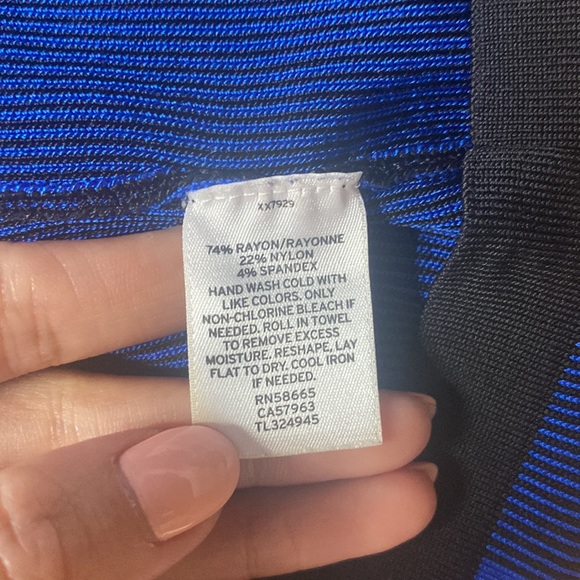 XX7929
74% RAYON/RAYONNE
22% NYLON
4% SPANDEX
HAND WASH COLD WITH
LIKE COLORS. ONLY
NON-CHLORINE BLEACH IF
NEEDED. ROLL IN TOWEL
TO REMOVE EXCESS
MOISTURE, RESHAPE, LAY
FLAT TO DRY. COOL IRON
IF NEEDED.
RN58665
CA57963
TL324945